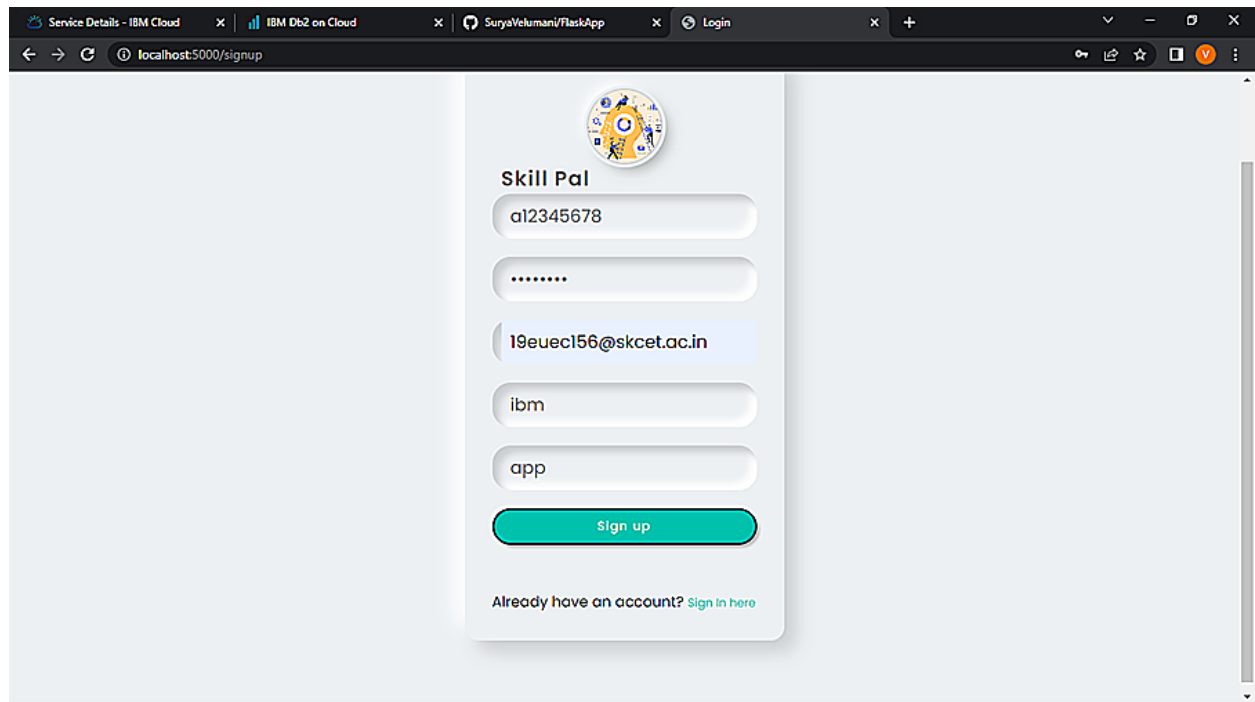 Service Details - IBM Cloud
IBM Db2 on Cloud
SuryaVelumani/FlaskApp
Login
localhost:5000/signup
V
Skill Pal
a12345678
••••••••
19euec156@skcet.ac.in
ibm
app
Sign up
Already have an account? Sign In here